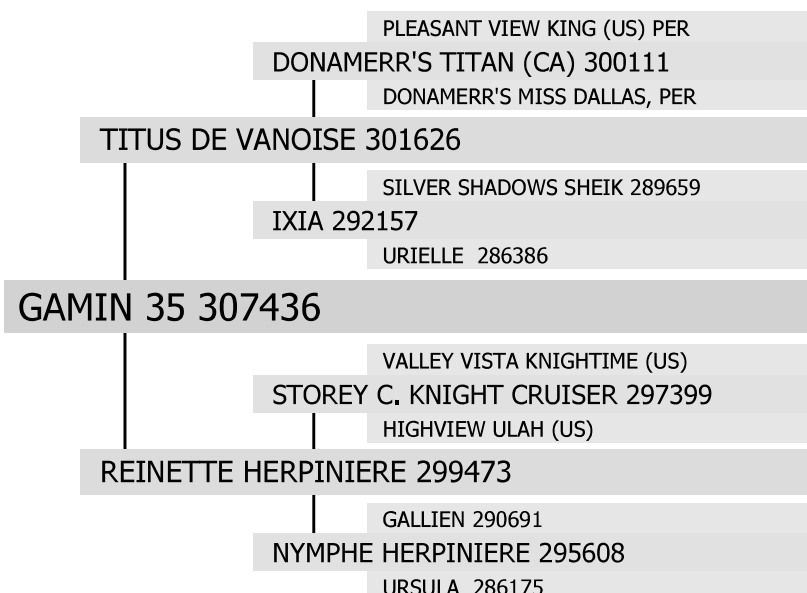 PLEASANT VIEW KING (US) PER
DONAMERR'S TITAN (CA) 300111
DONAMERR'S MISS DALLAS, PER
TITUS DE VANOISE 301626
SILVER SHADOWS SHEIK 289659
IXIA 292157
URIELLE 286386
GAMIN 35 307436
VALLEY VISTA KNIGHTIME (US)
STOREY C. KNIGHT CRUISER 297399
HIGHVIEW ULAH (US)
REINETTE HERPINIERE 299473
GALLIEN 290691
NYMPHE HERPINIERE 295608
URSULA 286175